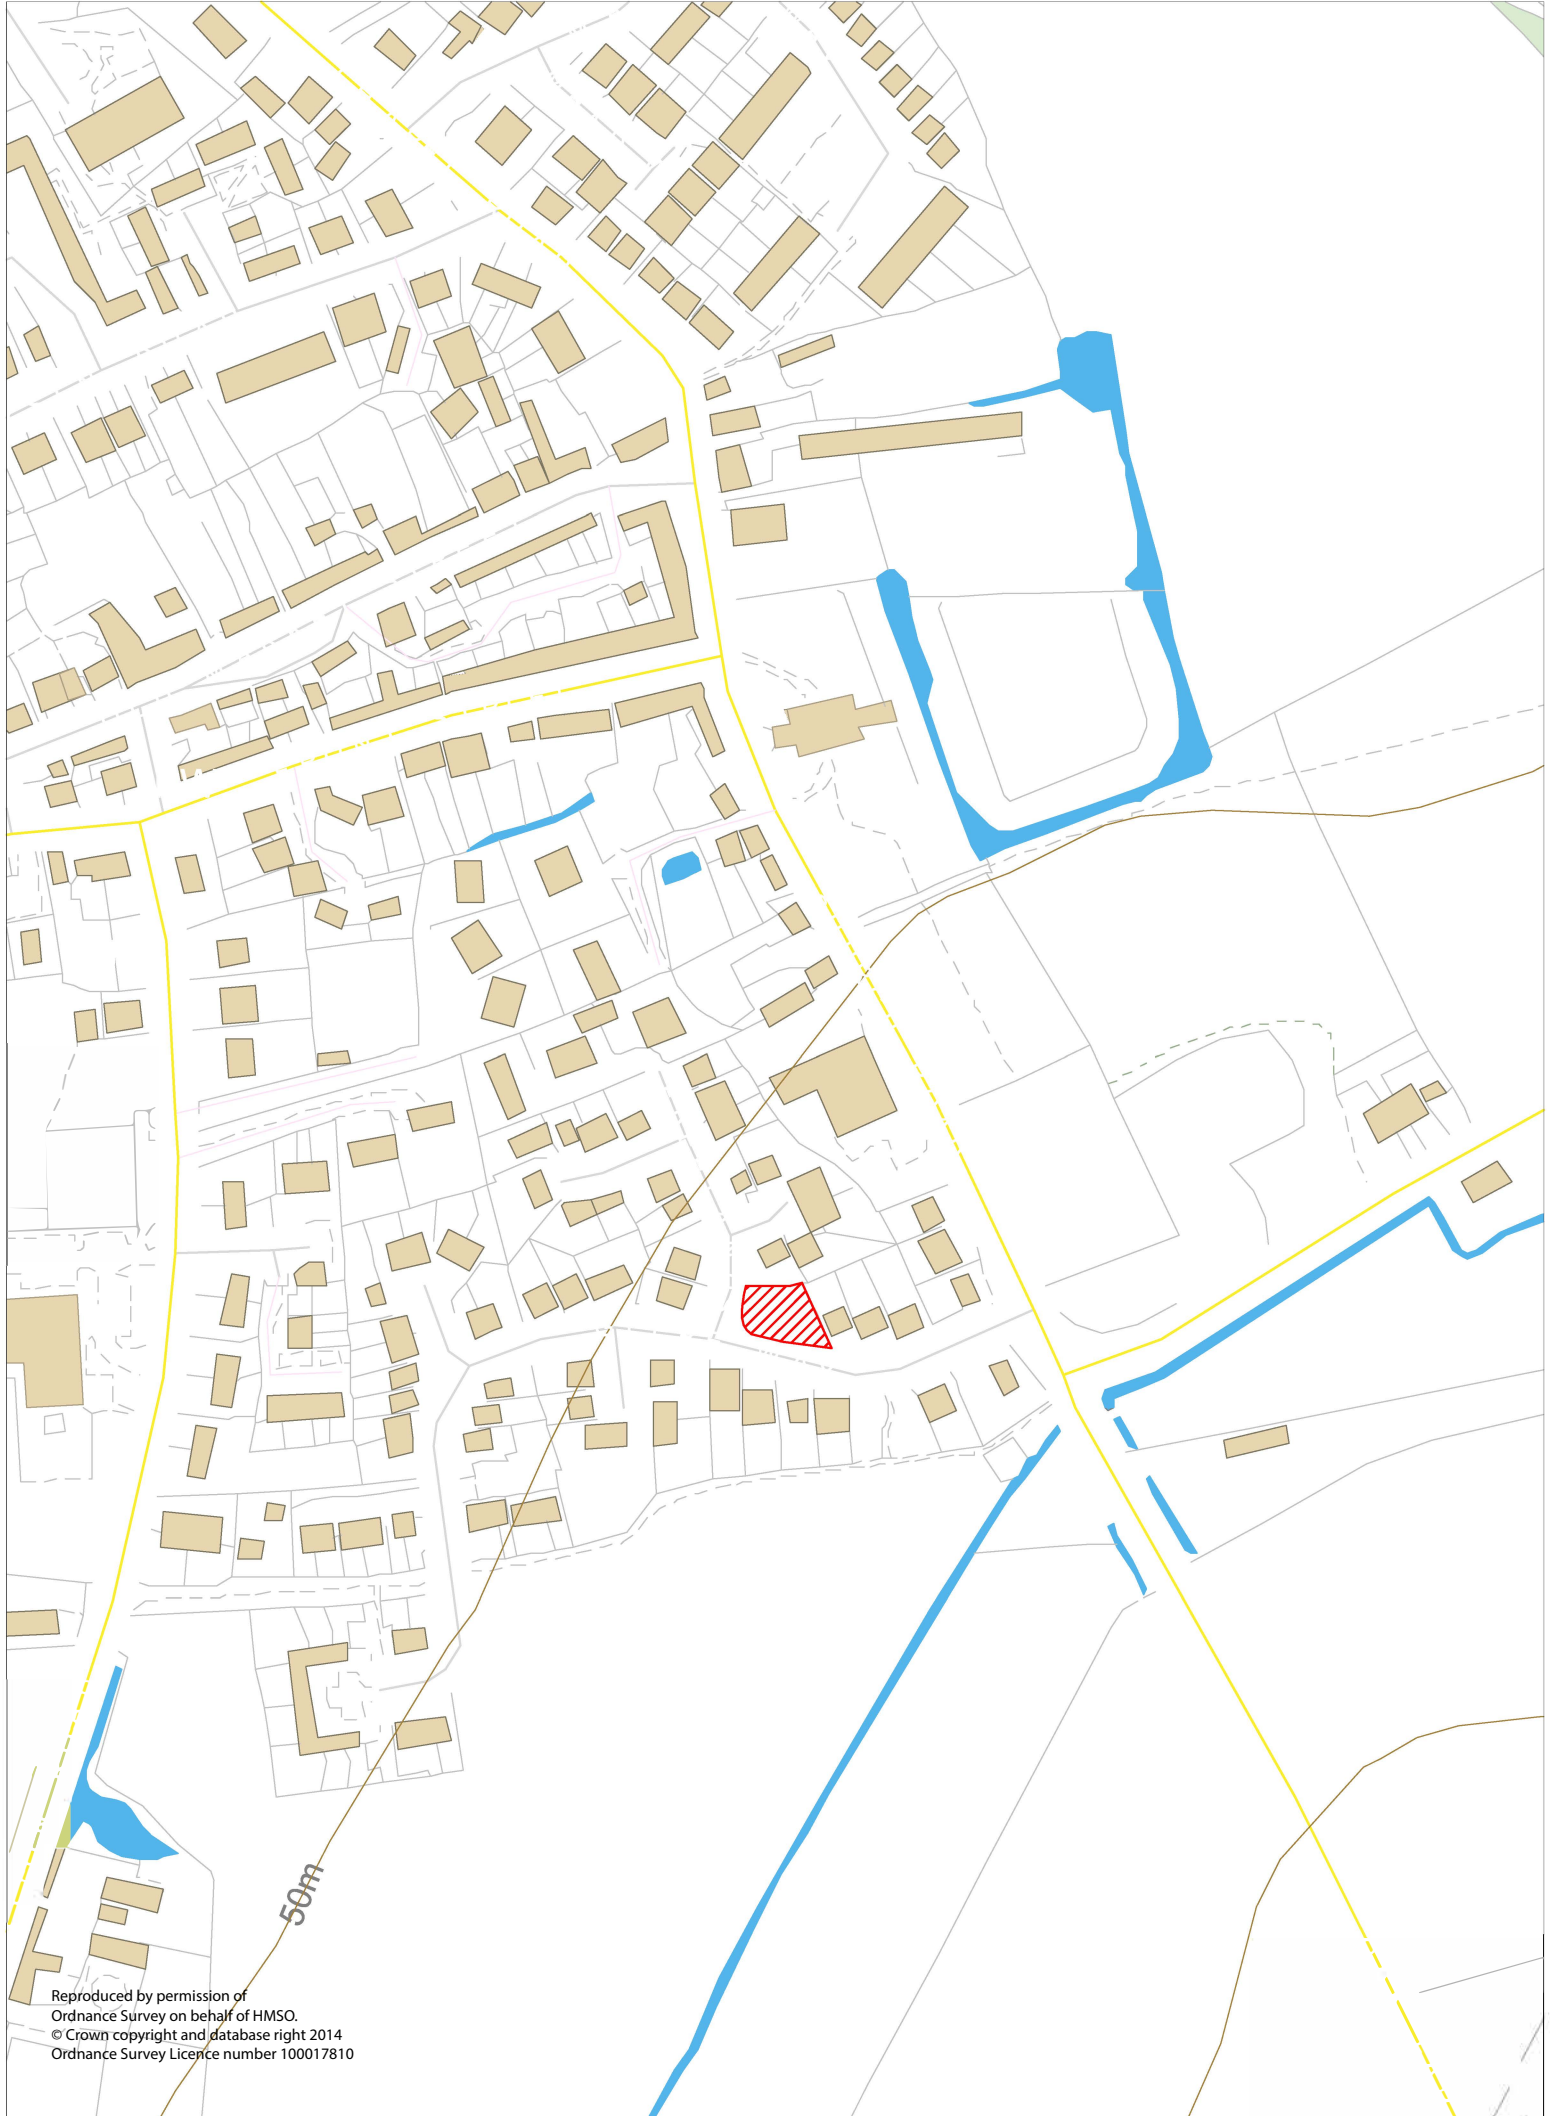 50m
Reproduced by permission of
Ordnance Survey on behalf of HMSO.
© Crown copyright and database right 2014
Ordnance Survey Licence number 100017810